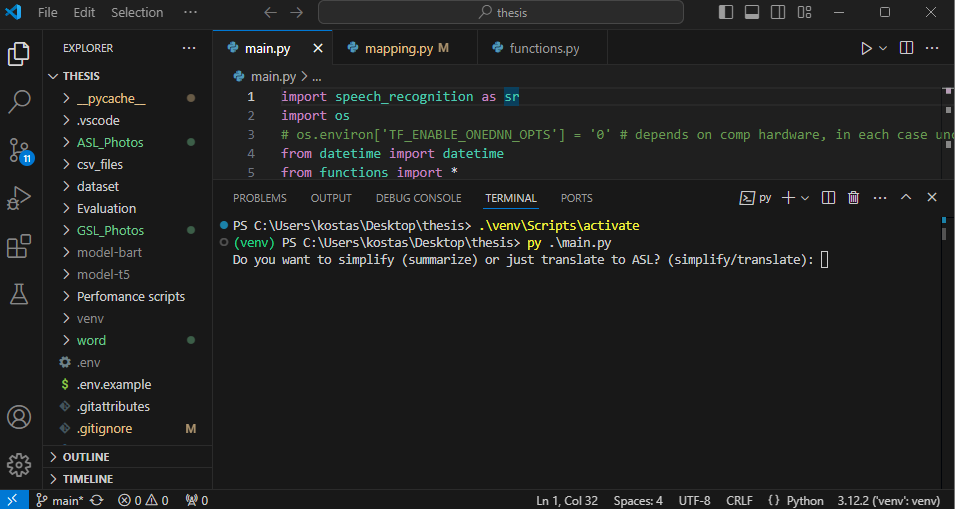 File Edit Selection ··· thesis
EXPLORER ···
main.py
mapping.py M
functions.py
THESIS
main.py > ...
__pycache__
.vscode
ASL_Photos
csv_files
dataset
Evaluation
GSL_Photos
model-bart
model-t5
Perfomance scripts
venv
word
.env
$ .env.example
.gitattributes
.gitignore M
OUTLINE
TIMELINE
11
1 import speech_recognition as sr
2 import os
3 # os.environ['TF_ENABLE_ONEDNN_OPTS'] = '0' # depends on comp hardware, in each case
4 from datetime import datetime
5 from functions import *
PROBLEMS OUTPUT DEBUG CONSOLE TERMINAL PORTS py
PS C:\Users\kostas\Desktop\thesis> .\venv\Scripts\activate
(venv) PS C:\Users\kostas\Desktop\thesis> py .\main.py
Do you want to simplify (summarize) or just translate to ASL? (simplify/translate):
main* 0 0 0 Ln 1, Col 32 Spaces: 4 UTF-8 CRLF {} Python 3.12.2 ('venv': venv)